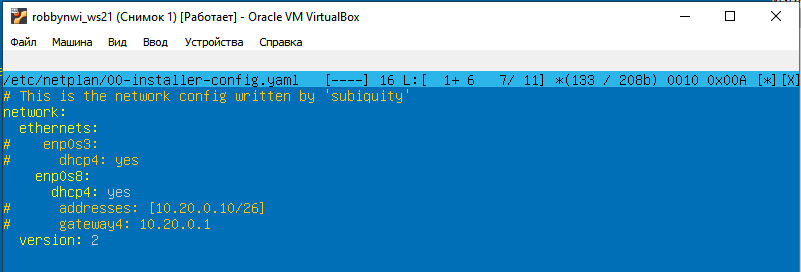 robbynwi_ws21 (Снимок 1) [Работает] - Oracle VM VirtualBox
Файл Машина Вид Ввод Устройства Справка
/etc/netplan/00-installer-config.yaml [----] 16 L:[ 1+ 6 7/ 11] *(133 / 208b) 0010 0x00A [*][X]
# This is the network config written by 'subiquity'
network:
  ethernets:
#    enp0s3:
#      dhcp4: yes
    enp0s8:
      dhcp4: yes
#      addresses: [10.20.0.10/26]
#      gateway4: 10.20.0.1
  version: 2